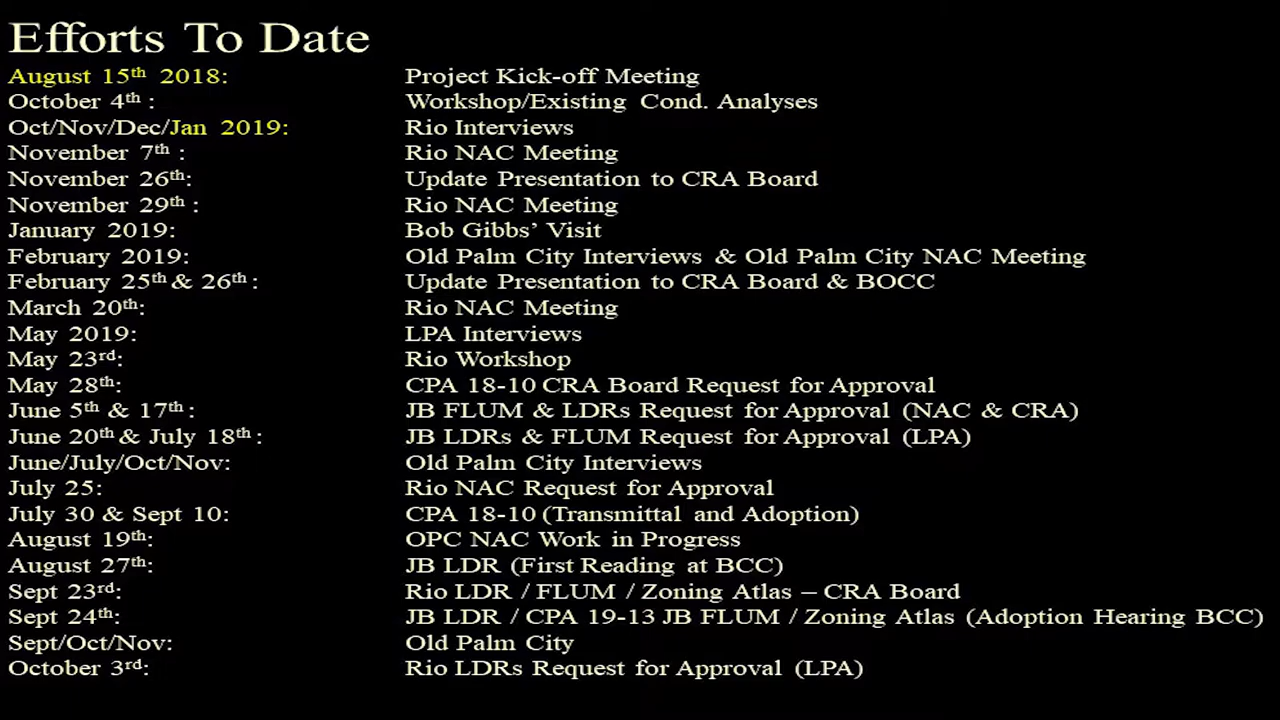 Efforts To Date
August 15th 2018: Project Kick-off Meeting
October 4th : Workshop/Existing Cond. Analyses
Oct/Nov/Dec/Jan 2019: Rio Interviews
November 7th : Rio NAC Meeting
November 26th: Update Presentation to CRA Board
November 29th : Rio NAC Meeting
January 2019: Bob Gibbs’ Visit
February 2019: Old Palm City Interviews & Old Palm City NAC Meeting
February 25th & 26th : Update Presentation to CRA Board & BOCC
March 20th: Rio NAC Meeting
May 2019: LPA Interviews
May 23rd: Rio Workshop
May 28th: CPA 18-10 CRA Board Request for Approval
June 5th & 17th : JB FLUM & LDRs Request for Approval (NAC & CRA)
June 20th & July 18th : JB LDRs & FLUM Request for Approval (LPA)
June/July/Oct/Nov: Old Palm City Interviews
July 25: Rio NAC Request for Approval
July 30 & Sept 10: CPA 18-10 (Transmittal and Adoption)
August 19th: OPC NAC Work in Progress
August 27th: JB LDR (First Reading at BCC)
Sept 23rd: Rio LDR / FLUM / Zoning Atlas – CRA Board
Sept 24th: JB LDR / CPA 19-13 JB FLUM / Zoning Atlas (Adoption Hearing BCC)
Sept/Oct/Nov: Old Palm City
October 3rd: Rio LDRs Request for Approval (LPA)